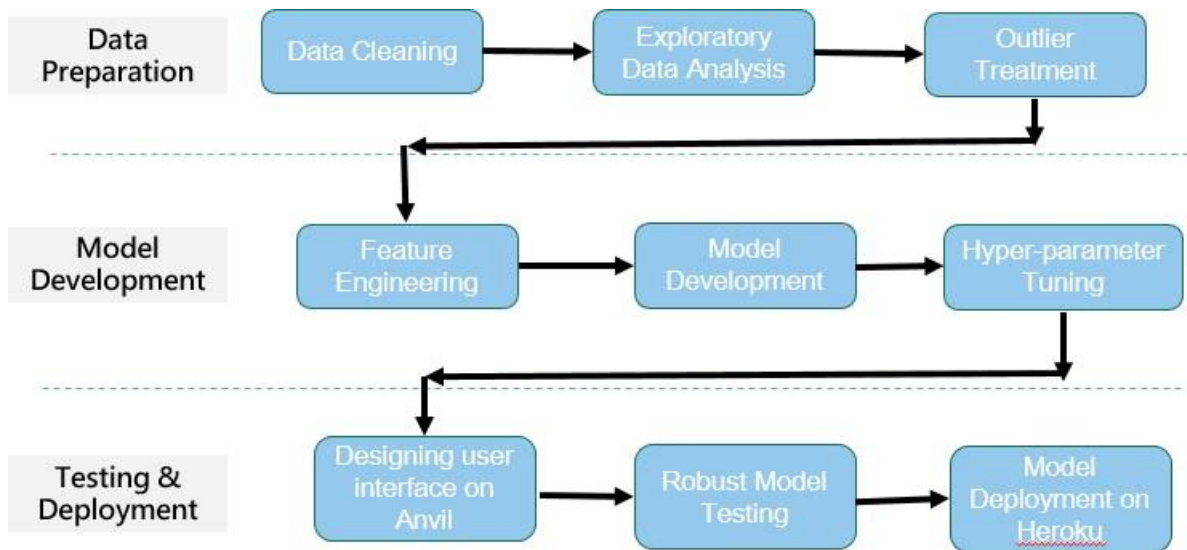 Data
Preparation
Data Cleaning
Exploratory
Data Analysis
Outlier
Treatment
Model
Development
Feature
Engineering
Model
Development
Hyper-parameter
Tuning
Testing &
Deployment
Designing user
interface on
Anvil
Robust Model
Testing
Model
Deployment on
Heroku